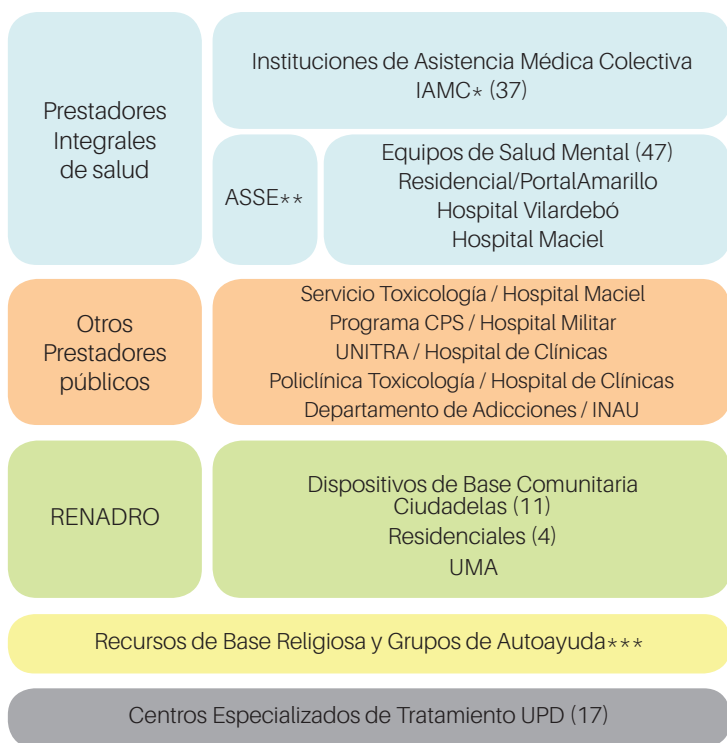 Prestadores
Integrales
de salud
Instituciones de Asistencia Médica Colectiva
IAMC* (37)
ASSE**
Equipos de Salud Mental (47)
Residencial/PortalAmarillo
Hospital Vilardebó
Hospital Maciel
Otros
Prestadores
públicos
Servicio Toxicología / Hospital Maciel
Programa CPS / Hospital Militar
UNITRA / Hospital de Clínicas
Policlínica Toxicología / Hospital de Clínicas
Departamento de Adicciones / INAU
RENADRO
Dispositivos de Base Comunitaria
Ciudadelas (11)
Residenciales (4)
UMA
Recursos de Base Religiosa y Grupos de Autoayuda***
Centros Especializados de Tratamiento UPD (17)